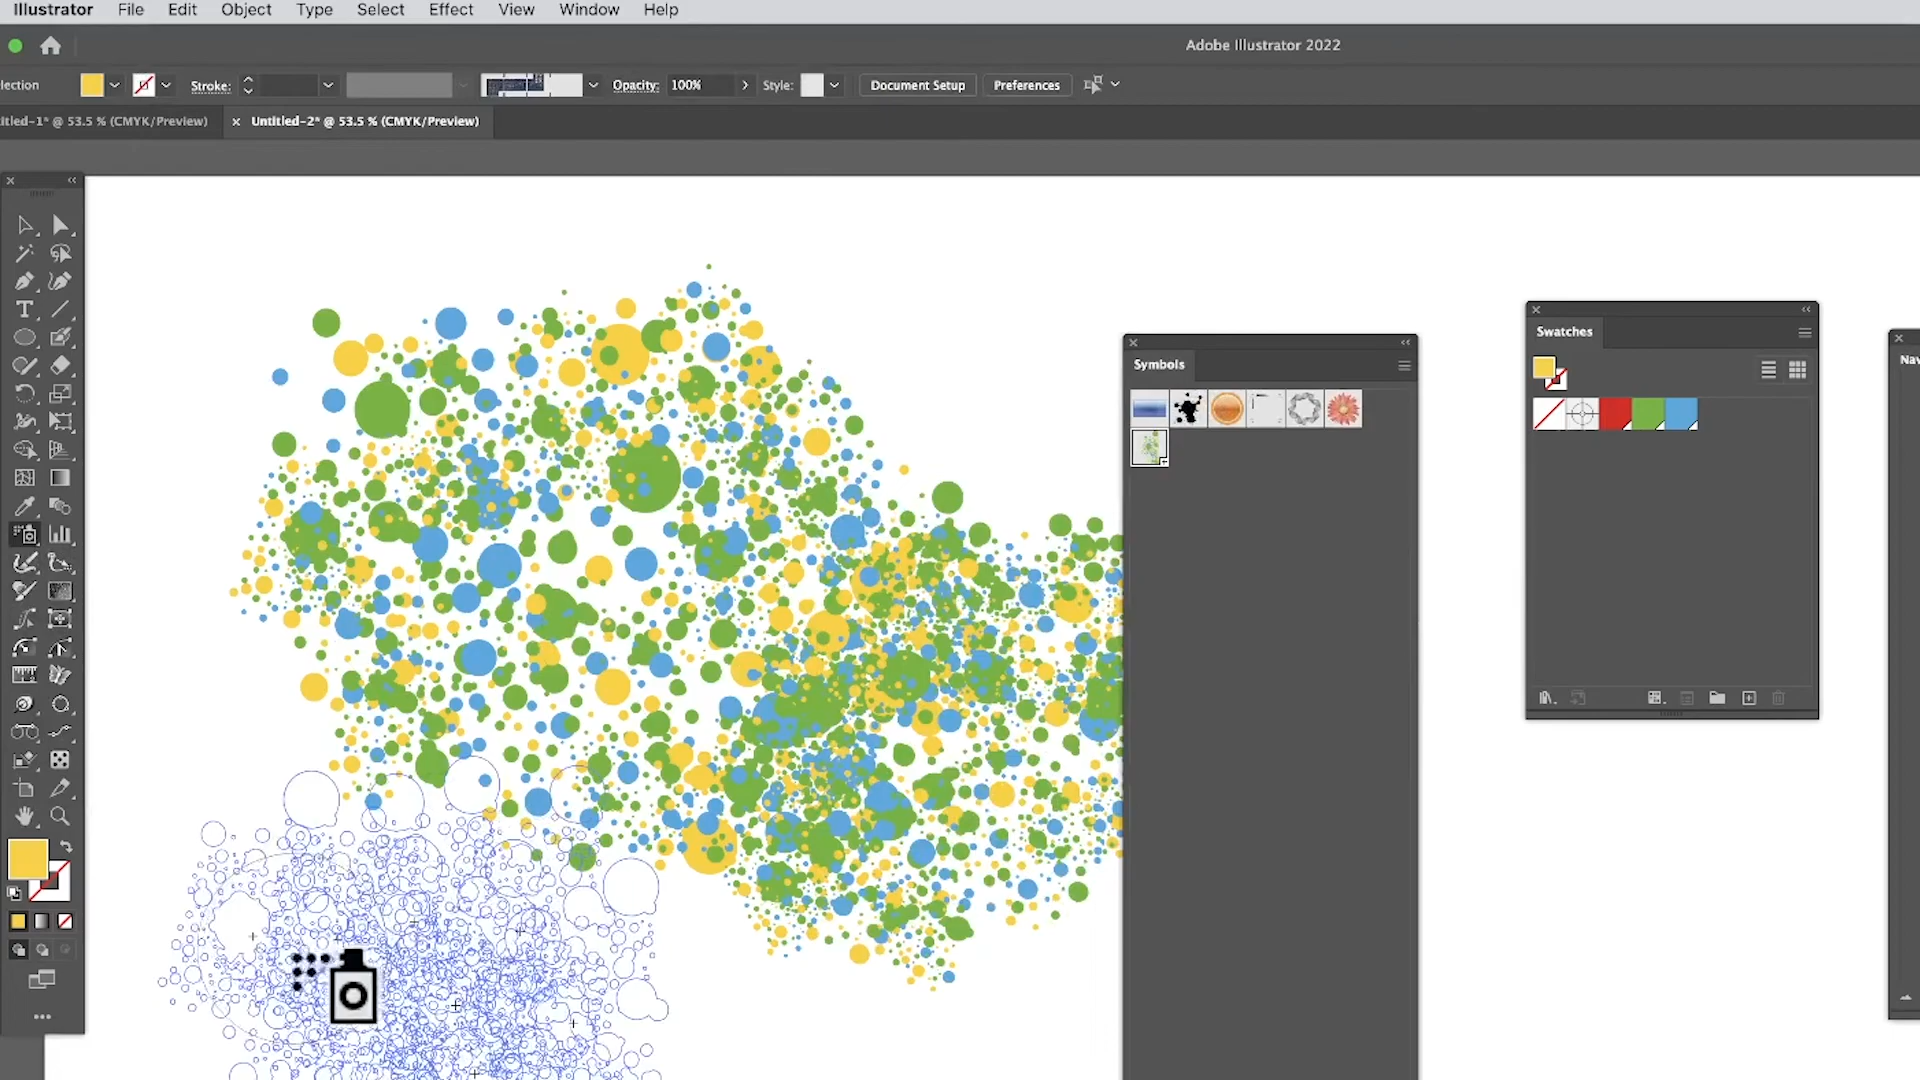 Illustrator File Edit Object Type Select Effect View Window Help
Adobe Illustrator 2022
lection Stroke: Opacity: 100% Style: Document Setup Preferences
itled-1* @ 53.5 % (CMYK/Preview) × Untitled-2* @ 53.5 % (CMYK/Preview)
Swatches
Nav
Symbols